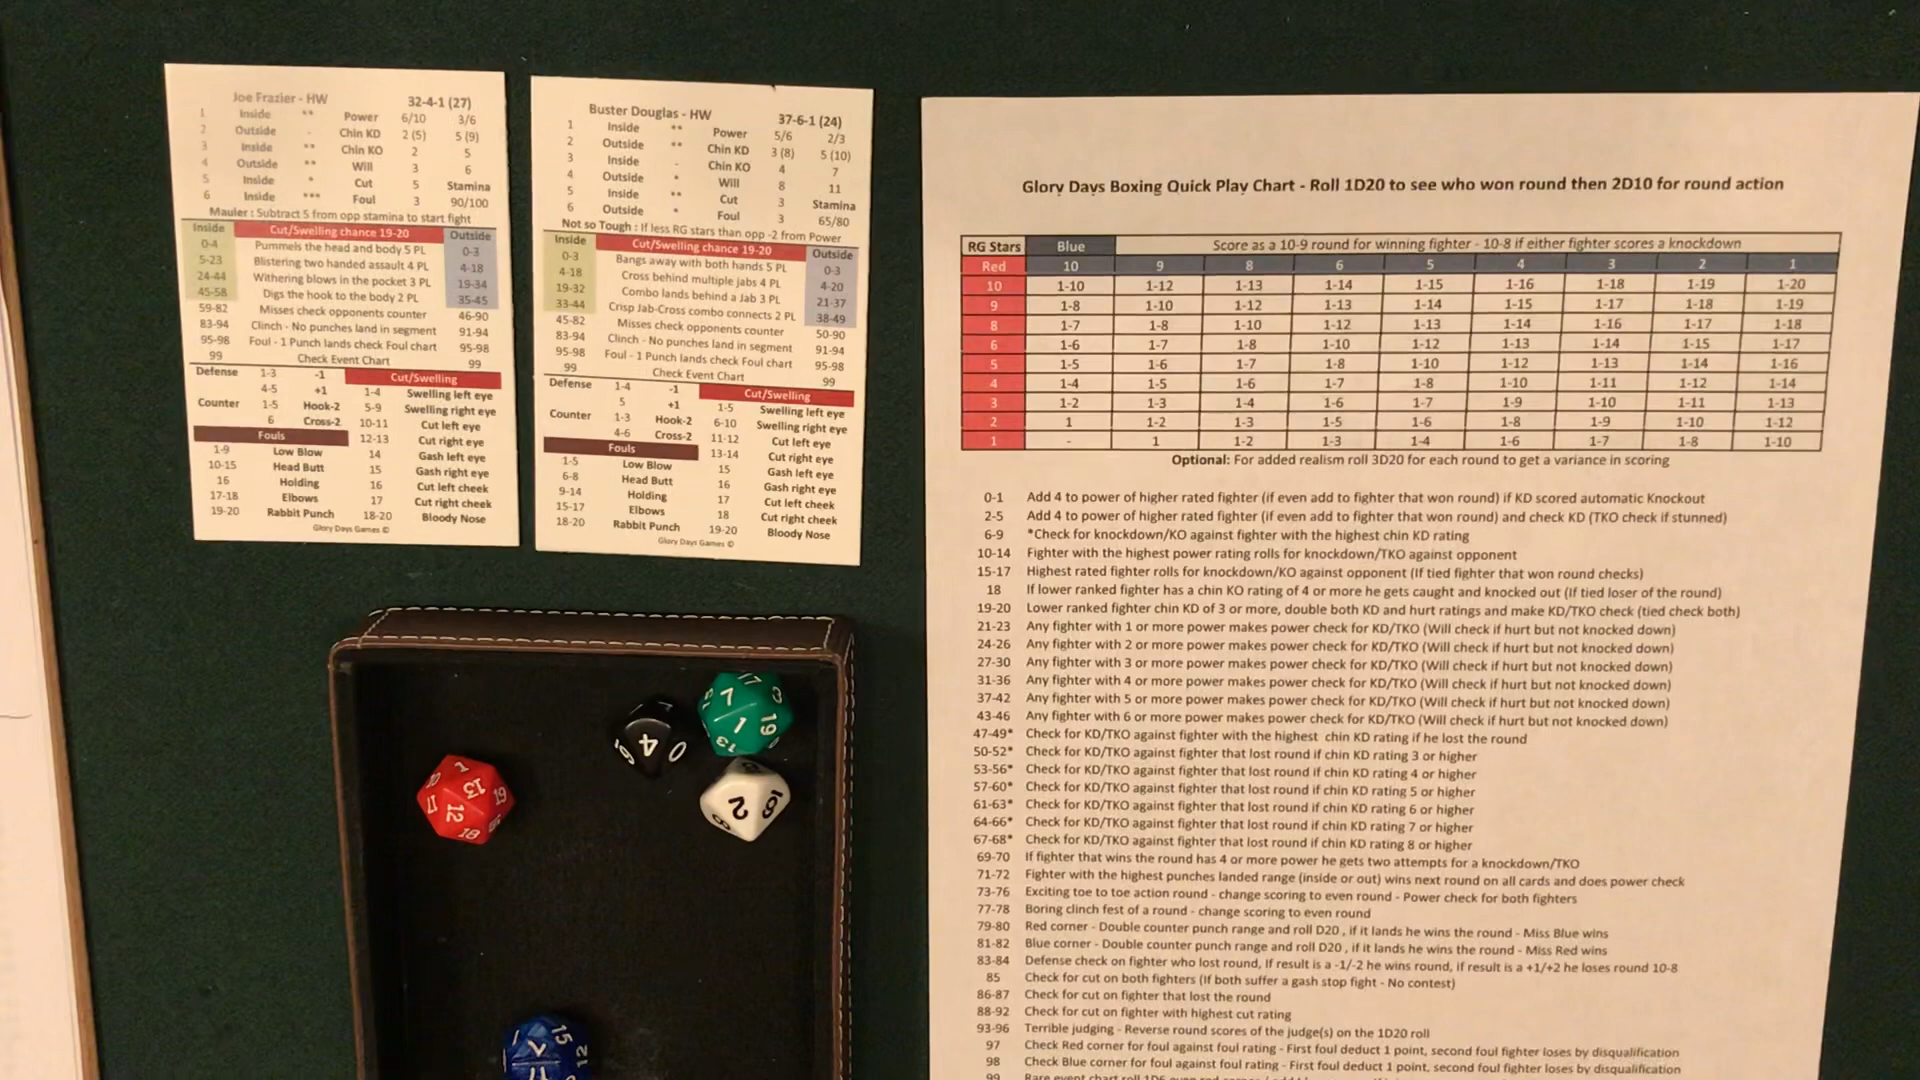 Joe Frazier - HW 32-4-1 (27)
1 Inside ** Power 6/10 3/6
2 Outside - Chin KD 2 (5) 5 (9)
3 Inside ** Chin KO 2 5
4 Outside ** Will 3 6
5 Inside * Cut 5 Stamina
6 Inside *** Foul 3 90/100
Mauler : Subtract 5 from opp stamina to start fight
Inside Cut/Swelling chance 19-20 Outside
0-4 Pummels the head and body 5 PL 0-3
5-23 Blistering two handed assault 4 PL 4-18
24-44 Withering blows in the pocket 3 PL 19-34
45-58 Digs the hook to the body 2 PL 35-45
59-82 Misses check opponents counter 46-90
83-94 Clinch - No punches land in segment 91-94
95-98 Foul - 1 Punch lands check Foul chart 95-98
99 Check Event Chart 99
Defense 1-3 -1 Cut/Swelling
4-5 +1 1-4 Swelling left eye
Counter 1-5 Hook-2 5-9 Swelling right eye
6 Cross-2 10-11 Cut left eye
Fouls 12-13 Cut right eye
1-9 Low Blow 14 Gash left eye
10-15 Head Butt 15 Gash right eye
16 Holding 16 Cut left cheek
17-18 Elbows 17 Cut right cheek
19-20 Rabbit Punch 18-20 Bloody Nose
Glory Days Games ©
Buster Douglas - HW 37-6-1 (24)
1 Inside ** Power 5/6 2/3
2 Outside ** Chin KD 3 (8) 5 (10)
3 Inside - Chin KO 4 7
4 Outside * Will 8 11
5 Inside ** Cut 3 Stamina
6 Outside * Foul 3 65/80
Not so Tough : If less RG stars than opp -2 from Power
Inside Cut/Swelling chance 19-20 Outside
0-3 Bangs away with both hands 5 PL 0-3
4-18 Cross behind multiple jabs 4 PL 4-20
19-32 Combo lands behind a Jab 3 PL 21-37
33-44 Crisp Jab-Cross combo connects 2 PL 38-49
45-82 Misses check opponents counter 50-90
83-94 Clinch - No punches land in segment 91-94
95-98 Foul - 1 Punch lands check Foul chart 95-98
99 Check Event Chart 99
Defense 1-4 -1 Cut/Swelling
5 +1 1-5 Swelling left eye
Counter 1-3 Hook-2 6-10 Swelling right eye
4-6 Cross-2 11-12 Cut left eye
Fouls 13-14 Cut right eye
1-5 Low Blow 15 Gash left eye
6-8 Head Butt 16 Gash right eye
9-14 Holding 17 Cut left cheek
15-17 Elbows 18 Cut right cheek
18-20 Rabbit Punch 19-20 Bloody Nose
Glory Days Games ©
Glory Days Boxing Quick Play Chart - Roll 1D20 to see who won round then 2D10 for round action
RG Stars Blue Score as a 10-9 round for winning fighter - 10-8 if either fighter scores a knockdown
Red 10 9 8 6 5 4 3 2 1
10 1-10 1-12 1-13 1-14 1-15 1-16 1-18 1-19 1-20
9 1-8 1-10 1-12 1-13 1-14 1-15 1-17 1-18 1-19
8 1-7 1-8 1-10 1-12 1-13 1-14 1-16 1-17 1-18
6 1-6 1-7 1-8 1-10 1-12 1-13 1-14 1-15 1-17
5 1-5 1-6 1-7 1-8 1-10 1-12 1-13 1-14 1-16
4 1-4 1-5 1-6 1-7 1-8 1-10 1-11 1-12 1-14
3 1-2 1-3 1-4 1-6 1-7 1-9 1-10 1-11 1-13
2 1 1-2 1-3 1-5 1-6 1-8 1-9 1-10 1-12
1 - 1 1-2 1-3 1-4 1-6 1-7 1-8 1-10
Optional: For added realism roll 3D20 for each round to get a variance in scoring
0-1 Add 4 to power of higher rated fighter (if even add to fighter that won round) if KD scored automatic Knockout
2-5 Add 4 to power of higher rated fighter (if even add to fighter that won round) and check KD (TKO check if stunned)
6-9 *Check for knockdown/KO against fighter with the highest chin KD rating
10-14 Fighter with the highest power rating rolls for knockdown/TKO against opponent
15-17 Highest rated fighter rolls for knockdown/KO against opponent (If tied fighter that won round checks)
18 If lower ranked fighter has a chin KO rating of 4 or more he gets caught and knocked out (If tied loser of the round)
19-20 Lower ranked fighter chin KD of 3 or more, double both KD and hurt ratings and make KD/TKO check (tied check both)
21-23 Any fighter with 1 or more power makes power check for KD/TKO (Will check if hurt but not knocked down)
24-26 Any fighter with 2 or more power makes power check for KD/TKO (Will check if hurt but not knocked down)
27-30 Any fighter with 3 or more power makes power check for KD/TKO (Will check if hurt but not knocked down)
31-36 Any fighter with 4 or more power makes power check for KD/TKO (Will check if hurt but not knocked down)
37-42 Any fighter with 5 or more power makes power check for KD/TKO (Will check if hurt but not knocked down)
43-46 Any fighter with 6 or more power makes power check for KD/TKO (Will check if hurt but not knocked down)
47-49* Check for KD/TKO against fighter with the highest chin KD rating if he lost the round
50-52* Check for KD/TKO against fighter that lost round if chin KD rating 3 or higher
53-56* Check for KD/TKO against fighter that lost round if chin KD rating 4 or higher
57-60* Check for KD/TKO against fighter that lost round if chin KD rating 5 or higher
61-63* Check for KD/TKO against fighter that lost round if chin KD rating 6 or higher
64-66* Check for KD/TKO against fighter that lost round if chin KD rating 7 or higher
67-68* Check for KD/TKO against fighter that lost round if chin KD rating 8 or higher
69-70 If fighter that wins the round has 4 or more power he gets two attempts for a knockdown/TKO
71-72 Fighter with the highest punches landed range (inside or out) wins next round on all cards and does power check
73-76 Exciting toe to toe action round - change scoring to even round - Power check for both fighters
77-78 Boring clinch fest of a round - change scoring to even round
79-80 Red corner - Double counter punch range and roll D20 , if it lands he wins the round - Miss Blue wins
81-82 Blue corner - Double counter punch range and roll D20 , if it lands he wins the round - Miss Red wins
83-84 Defense check on fighter who lost round, If result is a -1/-2 he wins round, if result is a +1/+2 he loses round 10-8
85 Check for cut on both fighters (If both suffer a gash stop fight - No contest)
86-87 Check for cut on fighter that lost the round
88-92 Check for cut on fighter with highest cut rating
93-96 Terrible judging - Reverse round scores of the judge(s) on the 1D20 roll
97 Check Red corner for foul against foul rating - First foul deduct 1 point, second foul fighter loses by disqualification
98 Check Blue corner for foul against foul rating - First foul deduct 1 point, second foul fighter loses by disqualification
99 Rare event chart roll 1D6
4 0
7 1 19 13 17
12 13 19 17 18 1
2 8 10
15 7 12 17